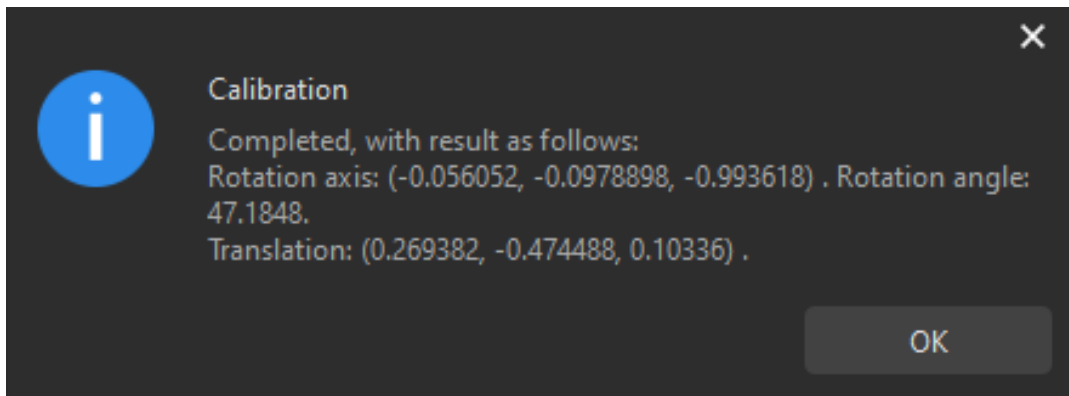 Calibration
Completed, with result as follows:
Rotation axis: (-0.056052, -0.0978898, -0.993618) . Rotation angle:
47.1848.
Translation: (0.269382, -0.474488, 0.10336) .
OK